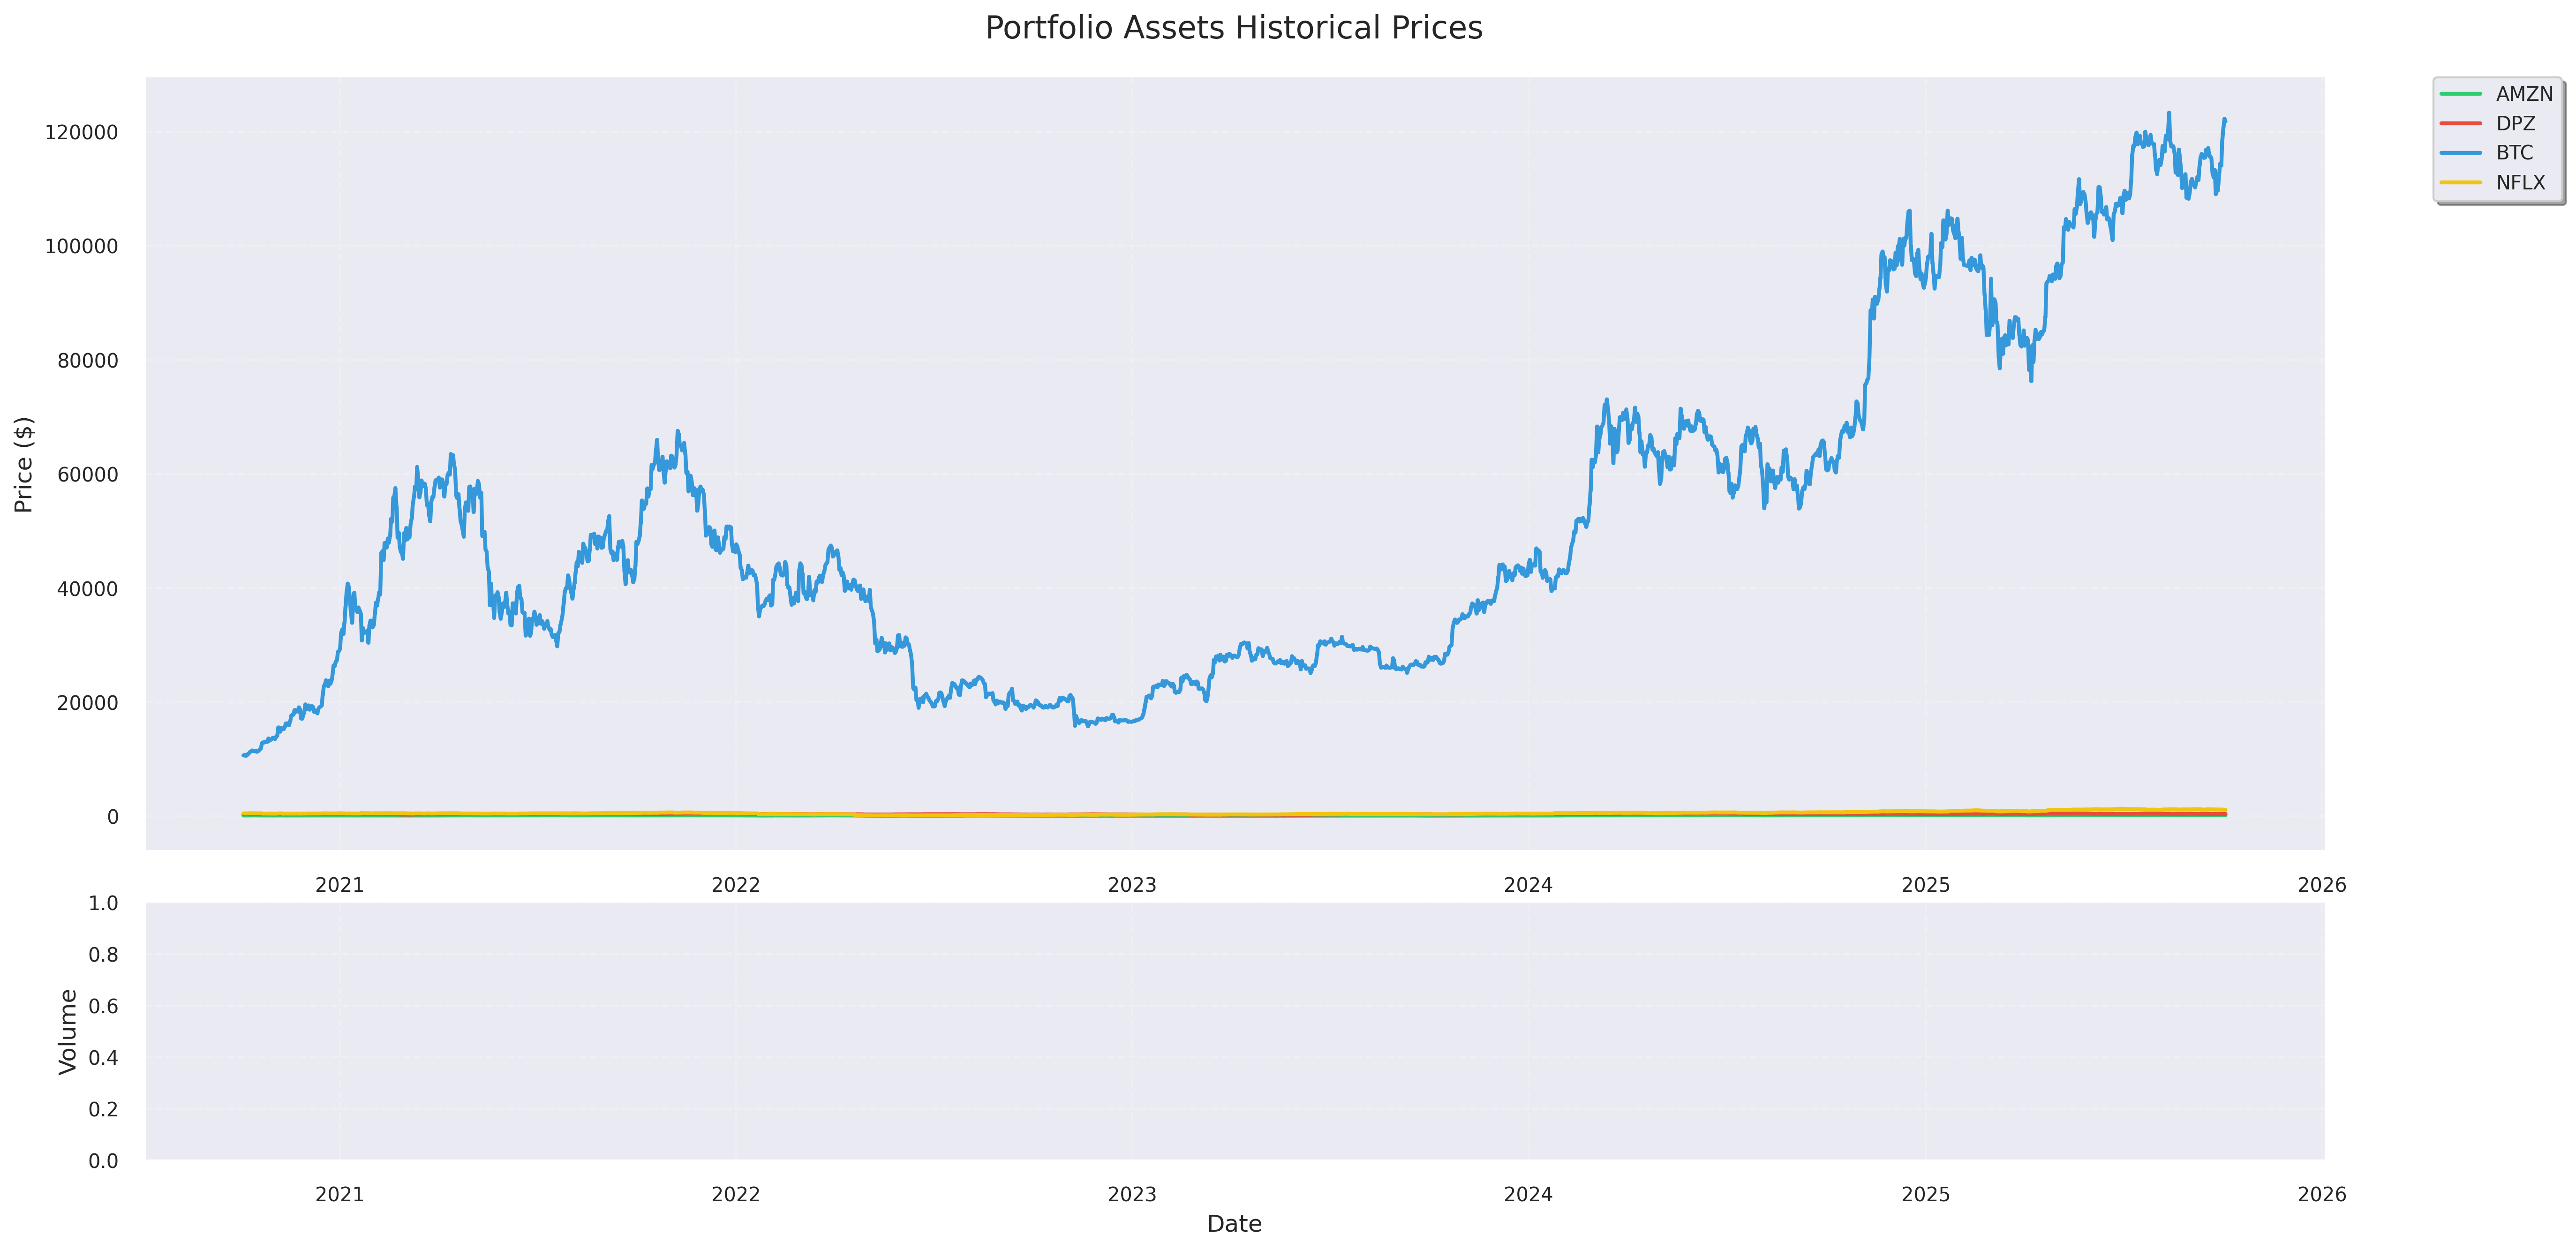 Portfolio Assets Historical Prices
AMZN
DPZ
BTC
NFLX
Price ($)
120000
100000
80000
60000
40000
20000
0
2021 2022 2023 2024 2025 2026
Volume
1.0
0.8
0.6
0.4
0.2
0.0
2021 2022 2023 2024 2025 2026
Date